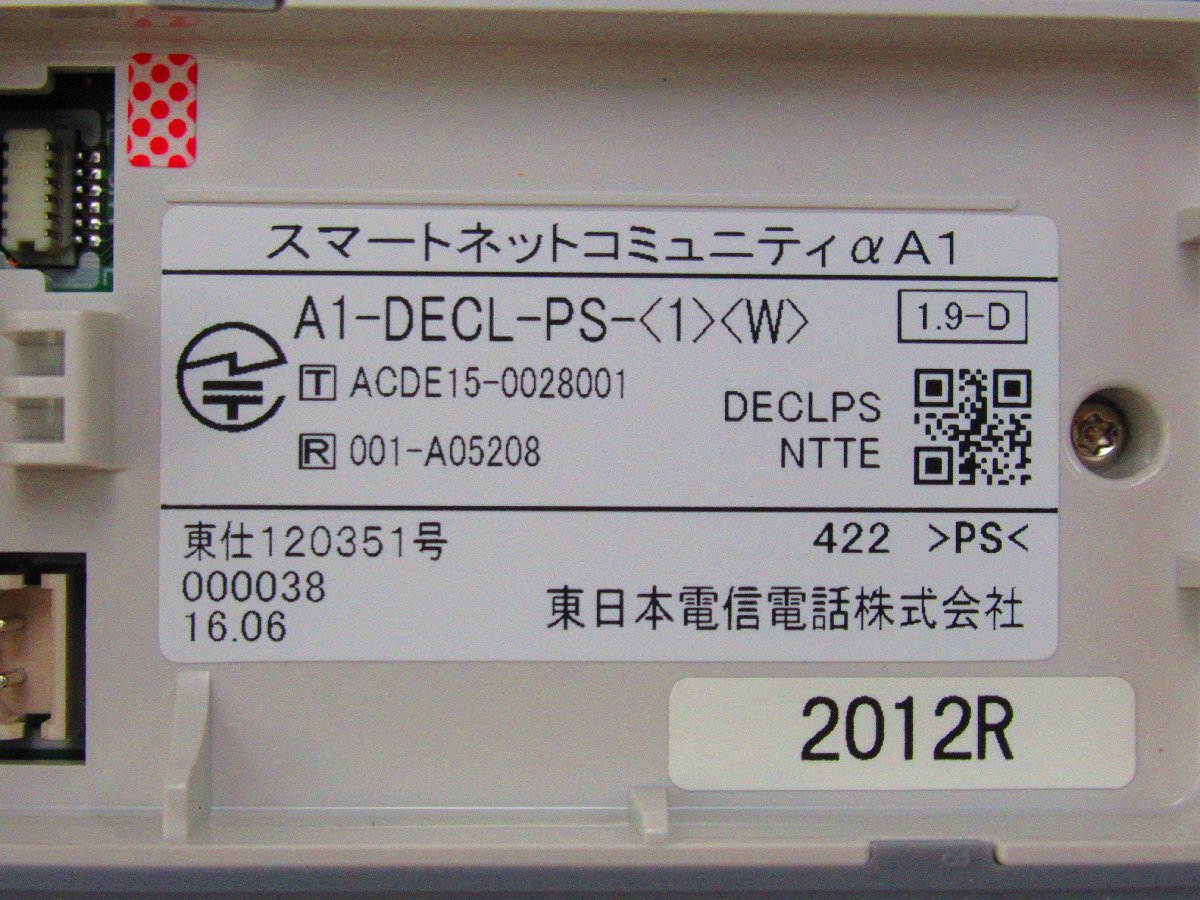 スマートネットコミュニティαA1
A1-DECL-PS-<1><W>
1.9-D
T ACDE15-0028001
DECLPS
R 001-A05208
NTTE
東仕120351号
422 >PS<
000038
16.06
東日本電信電話株式会社
2012R